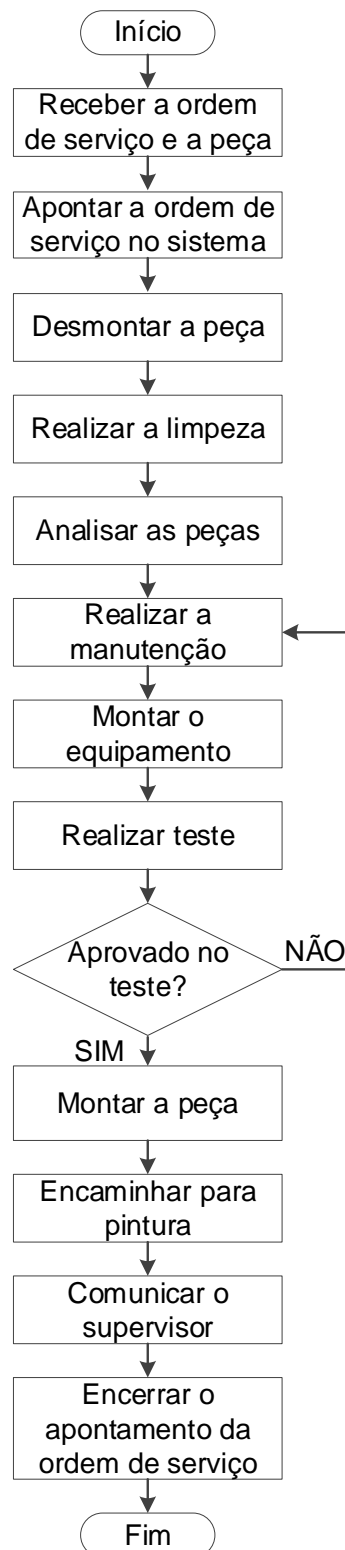 Início
Receber a ordem
de serviço e a peça
Apontar a ordem de
serviço no sistema
Desmontar a peça
Realizar a limpeza
Analisar as peças
Realizar a
manutenção
Montar o
equipamento
Realizar teste
Aprovado no
teste?
NÃO
SIM
Montar a peça
Encaminhar para
pintura
Comunicar o
supervisor
Encerrar o
apontamento da
ordem de serviço
Fim